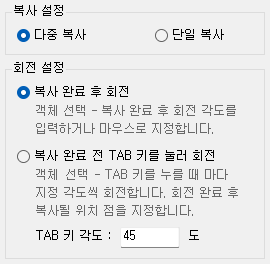 복사 설정
다중 복사 단일 복사
회전 설정
복사 완료 후 회전
객체 선택 - 복사 완료 후 회전 각도를
입력하거나 마우스로 지정합니다.
복사 완료 전 TAB 키를 눌러 회전
객체 선택 - TAB 키를 누를 때 마다
지정 각도씩 회전합니다. 회전 완료 후
복사될 위치 점을 지정합니다.
TAB 키 각도 : 45 도